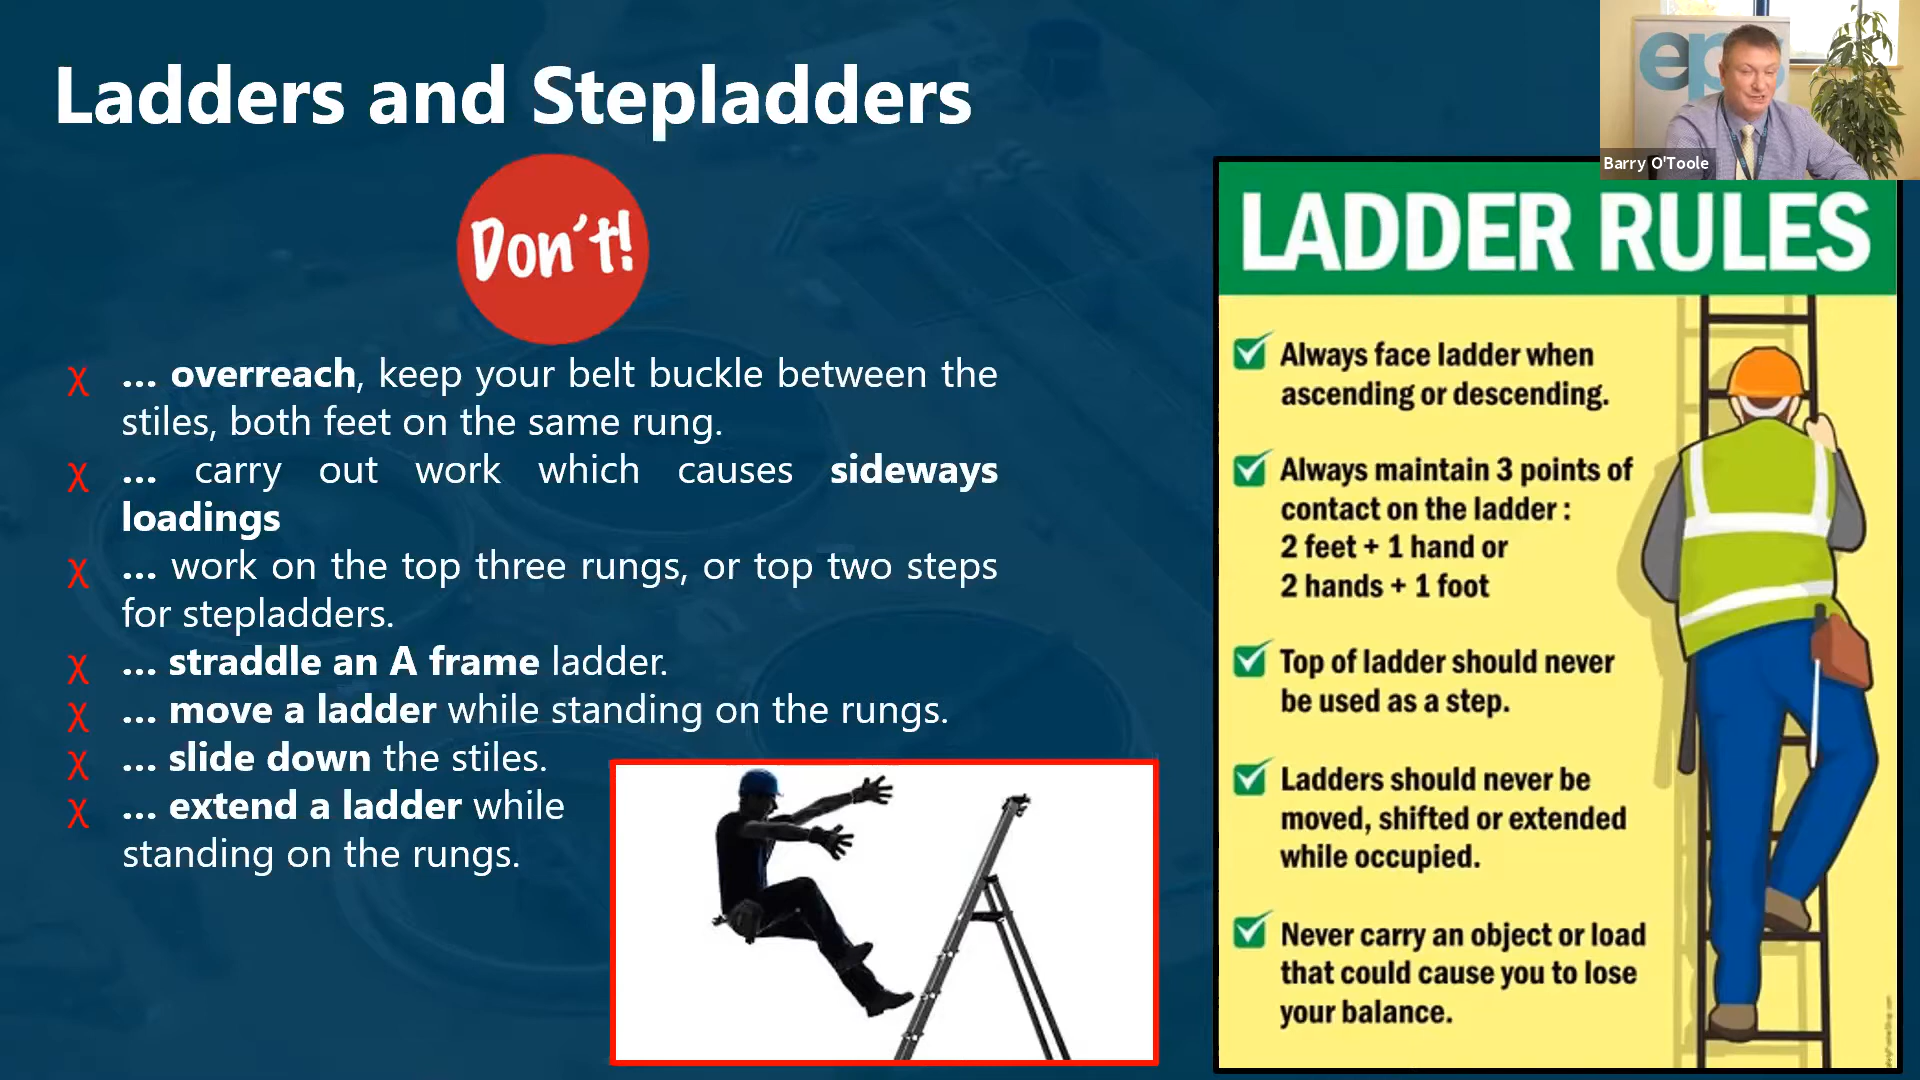 Ladders and Stepladders
Don't!
χ ... overreach, keep your belt buckle between the
stiles, both feet on the same rung.
χ ... carry out work which causes sideways
loadings
χ ... work on the top three rungs, or top two steps
for stepladders.
χ ... straddle an A frame ladder.
χ ... move a ladder while standing on the rungs.
χ ... slide down the stiles.
χ ... extend a ladder while
standing on the rungs.
eps
Barry O'Toole
LADDER RULES
Always face ladder when
ascending or descending.
Always maintain 3 points of
contact on the ladder :
2 feet + 1 hand or
2 hands + 1 foot
Top of ladder should never
be used as a step.
Ladders should never be
moved, shifted or extended
while occupied.
Never carry an object or load
that could cause you to lose
your balance.